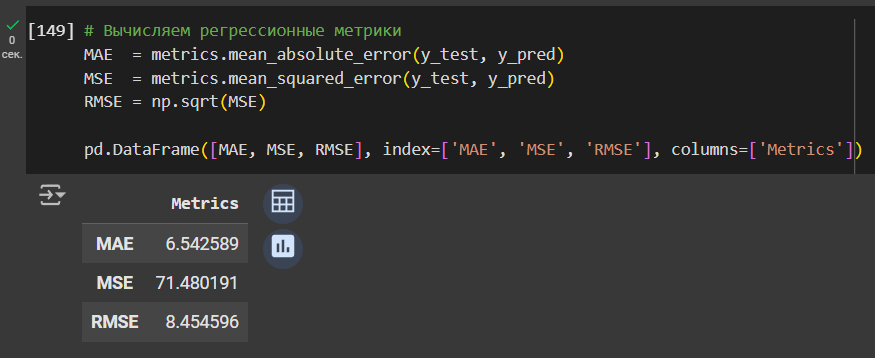 [149] # Вычисляем регрессионные метрики
0
сек.
MAE  = metrics.mean_absolute_error(y_test, y_pred)
MSE  = metrics.mean_squared_error(y_test, y_pred)
RMSE = np.sqrt(MSE)
pd.DataFrame([MAE, MSE, RMSE], index=['MAE', 'MSE', 'RMSE'], columns=['Metrics'])
Metrics
MAE 6.542589
MSE 71.480191
RMSE 8.454596